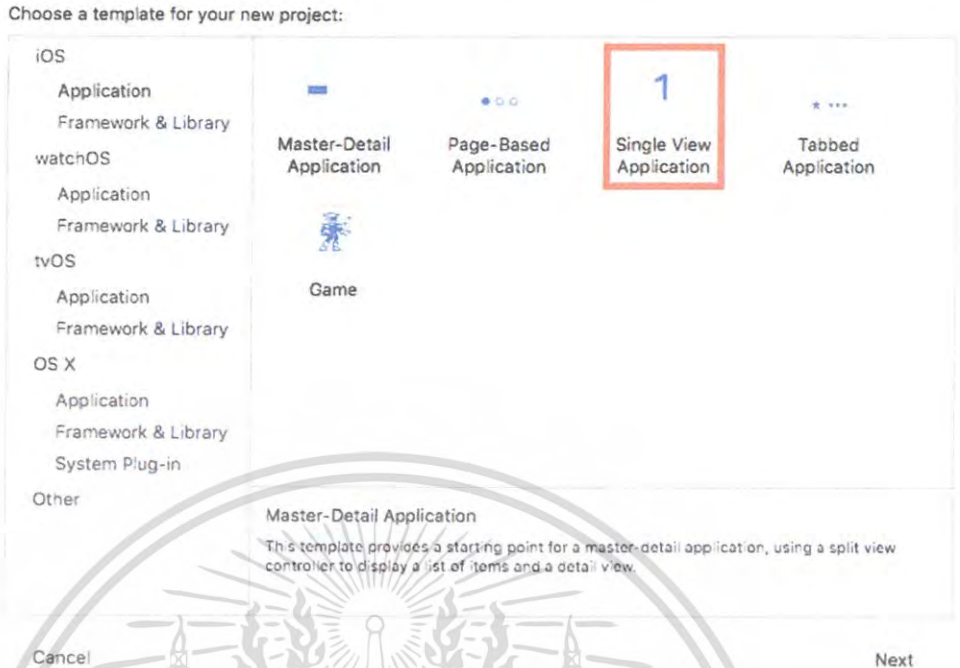 Choose a template for your new project:
iOS
Application
Framework & Library
watchOS
Application
Framework & Library
tvOS
Application
Framework & Library
OS X
Application
Framework & Library
System Plug-in
Other
Master-Detail
Application
Page-Based
Application
1
Single View
Application
Tabbed
Application
Game
Master-Detail Application
This template provides a starting point for a master-detail application, using a split view
controller to display a list of items and a detail view.
Cancel
Next